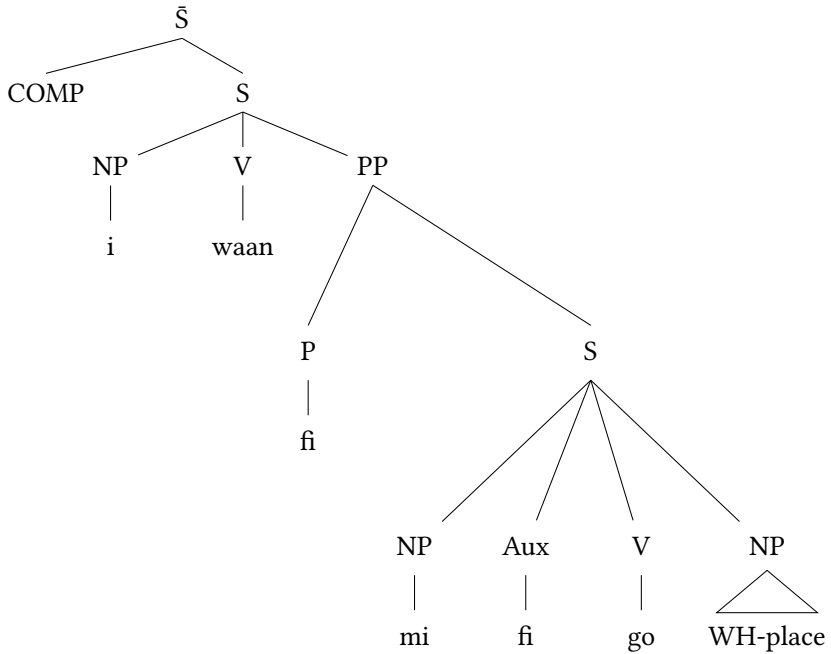 S̄
COMP S
NP V PP
i waan
P S
fi
NP Aux V NP
mi fi go WH-place